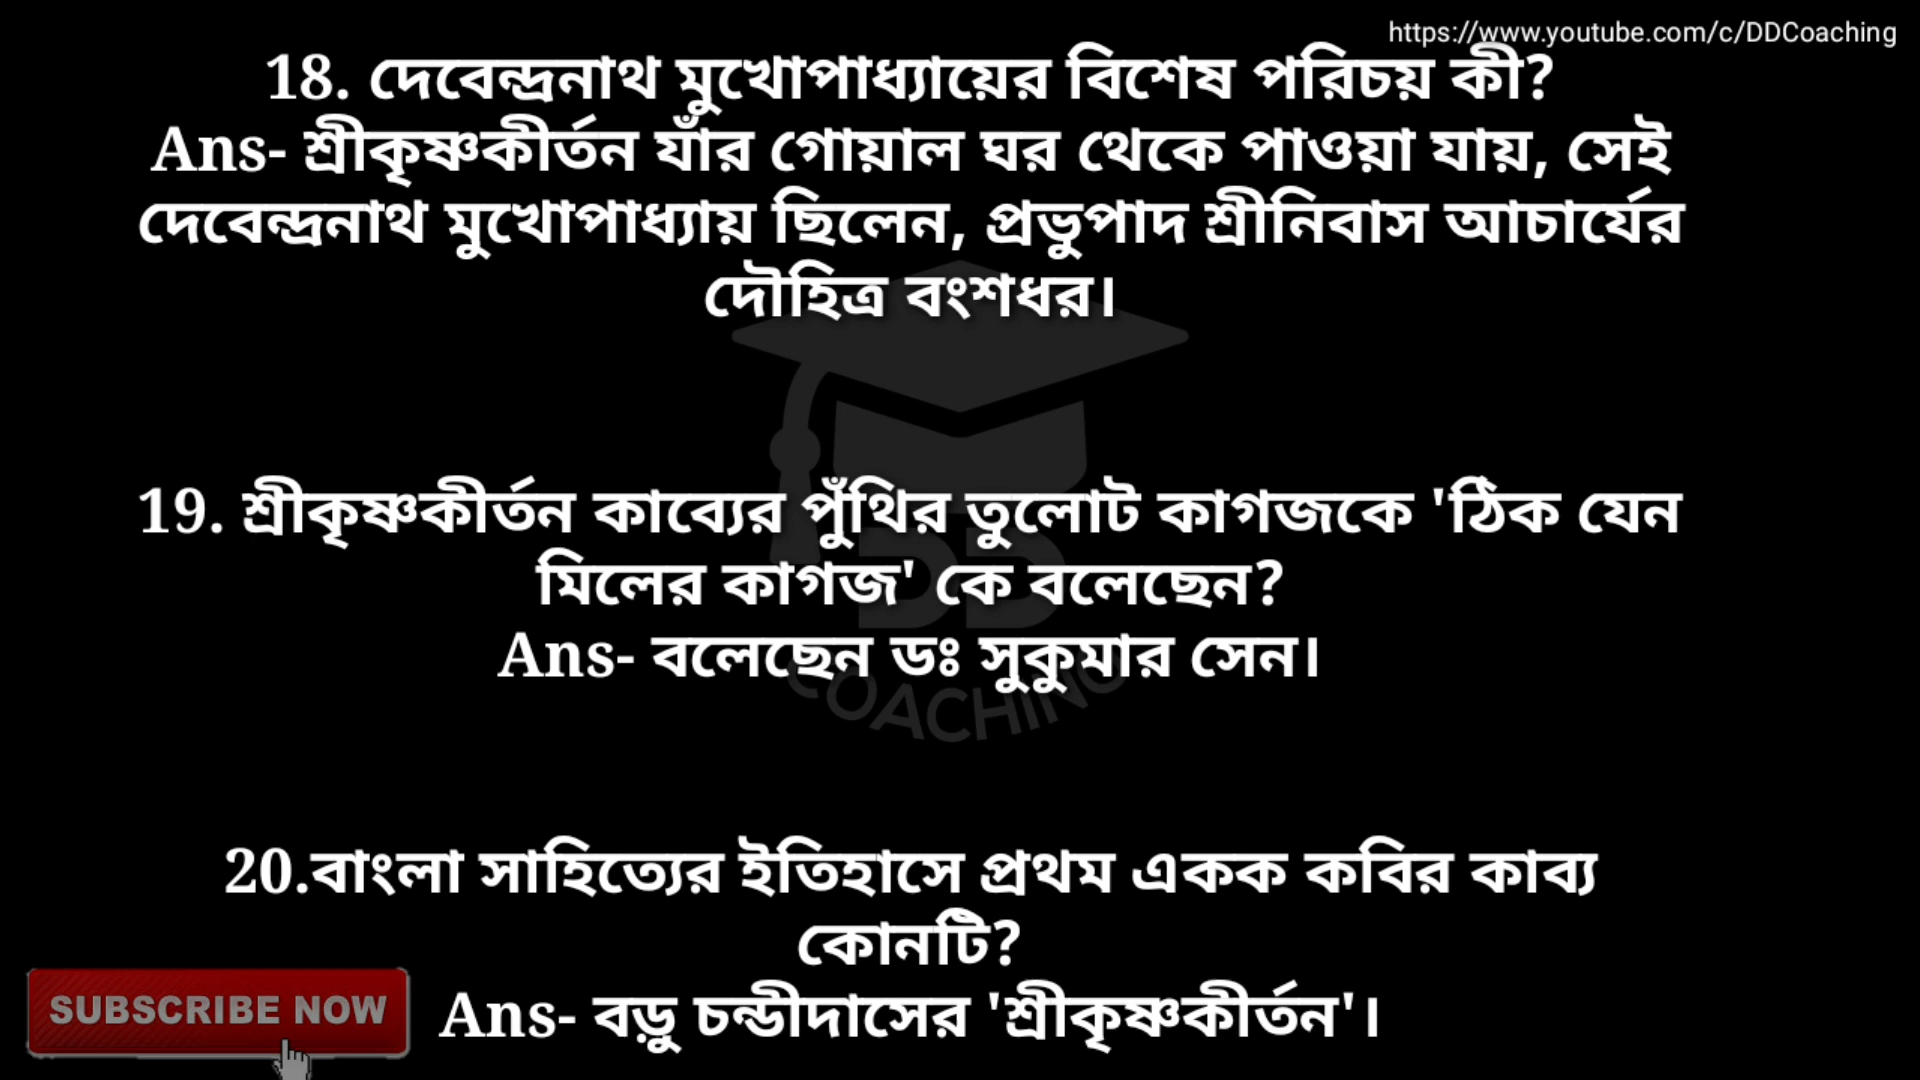 https://www.youtube.com/c/DDCoaching
18. দেবেন্দ্রনাথ মুখোপাধ্যায়ের বিশেষ পরিচয় কী?
Ans- শ্রীকৃষ্ণকীর্তন যাঁর গোয়াল ঘর থেকে পাওয়া যায়, সেই
দেবেন্দ্রনাথ মুখোপাধ্যায় ছিলেন, প্রভুপাদ শ্রীনিবাস আচার্যের
দৌহিত্র বংশধর।
19. শ্রীকৃষ্ণকীর্তন কাব্যের পুঁথির তুলোট কাগজকে 'ঠিক যেন
মিলের কাগজ' কে বলেছেন?
Ans- বলেছেন ডঃ সুকুমার সেন।
DD
COACHING
20.বাংলা সাহিত্যের ইতিহাসে প্রথম একক কবির কাব্য
কোনটি?
Ans- বড়ু চন্ডীদাসের 'শ্রীকৃষ্ণকীর্তন'।
SUBSCRIBE NOW